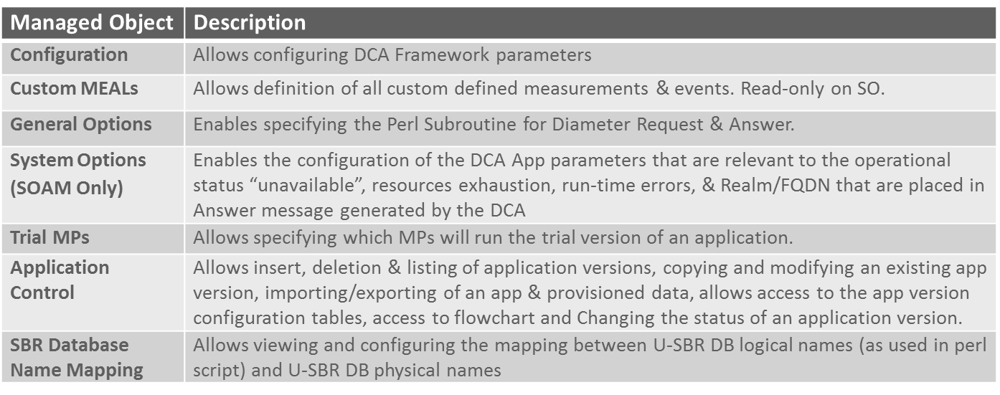 Managed Object Description
Configuration Allows configuring DCA Framework parameters
Custom MEALs Allows definition of all custom defined measurements & events. Read-only on SO.
General Options Enables specifying the Perl Subroutine for Diameter Request & Answer.
System Options Enables the configuration of the DCA App parameters that are relevant to the operational
(SOAM Only) status “unavailable”, resources exhaustion, run-time errors, & Realm/FQDN that are placed in
Answer message generated by the DCA
Trial MPs Allows specifying which MPs will run the trial version of an application.
Application Allows insert, deletion & listing of application versions, copying and modifying an existing app
Control version, importing/exporting of an app & provisioned data, allows access to the app version
configuration tables, access to flowchart and Changing the status of an application version.
SBR Database Allows viewing and configuring the mapping between U-SBR DB logical names (as used in perl
Name Mapping script) and U-SBR DB physical names